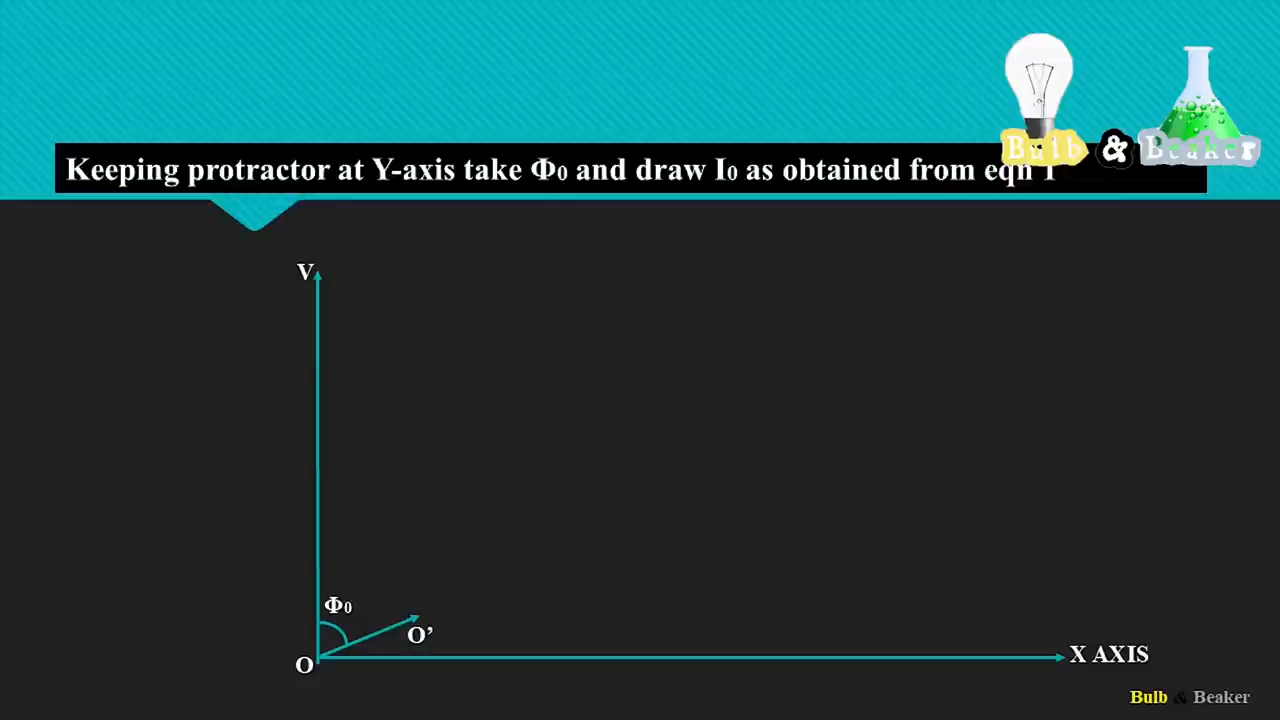 Bulb & Beaker
Keeping protractor at Y-axis take Φ₀ and draw I₀ as obtained from eqn 1
V
Φ₀
O’
O
X AXIS
Bulb & Beaker